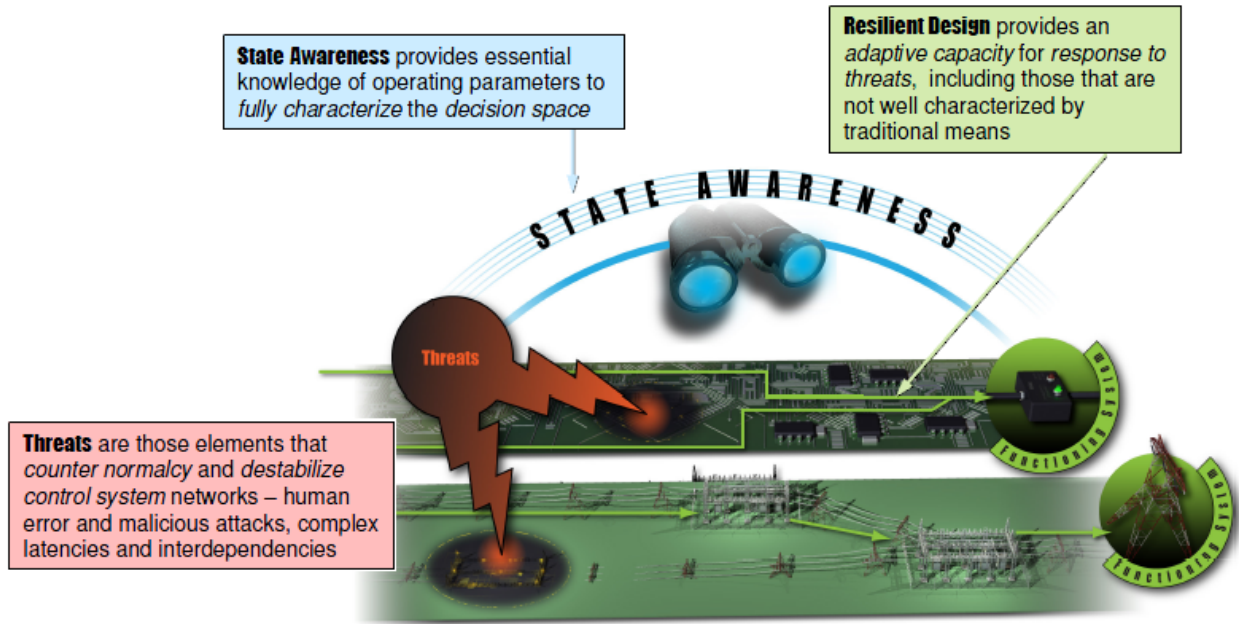 State Awareness provides essential
knowledge of operating parameters to
fully characterize the decision space
Resilient Design provides an
adaptive capacity for response to
threats, including those that are
not well characterized by
traditional means
STATE AWARENESS
Threats
Functioning System
Threats are those elements that
counter normalcy and destabilize
control system networks – human
error and malicious attacks, complex
latencies and interdependencies
Functioning System